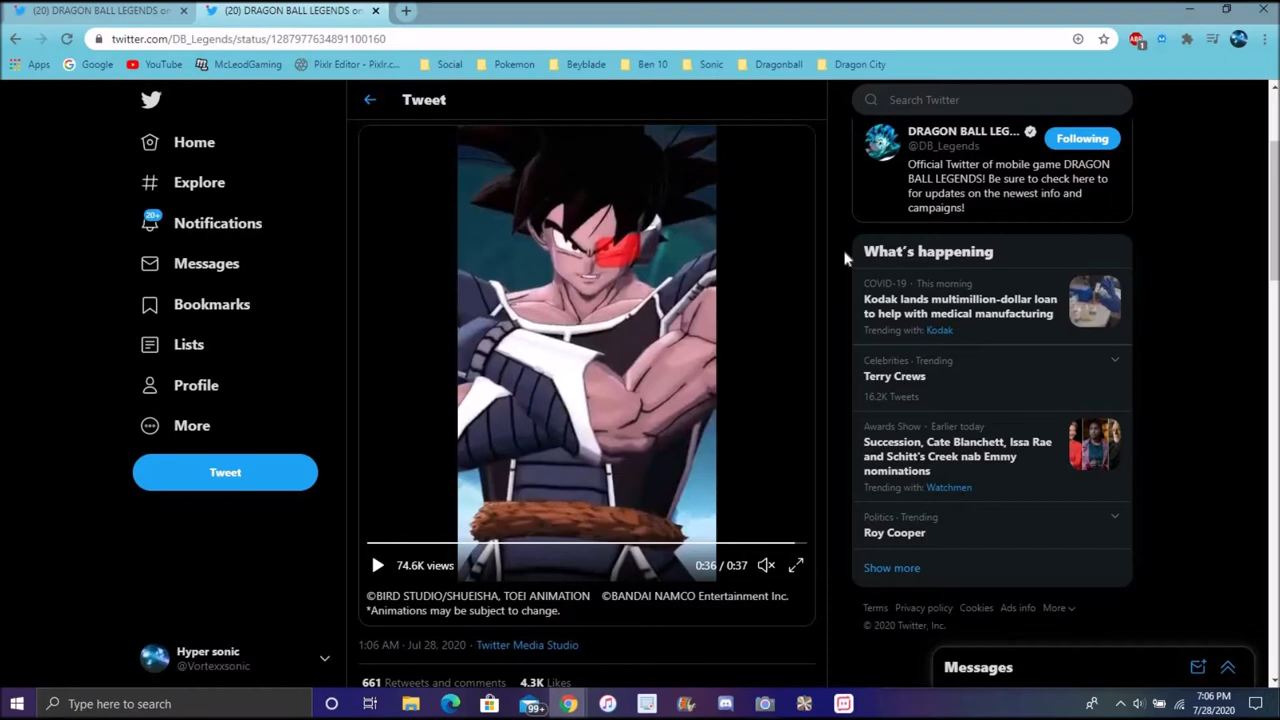 (20) DRAGON BALL LEGENDS on
(20) DRAGON BALL LEGENDS on
twitter.com/DB_Legends/status/1287977634891100160
ABP
1
Apps
Google
YouTube
McLeodGaming
Pixlr Editor - Pixlr.c...
Social
Pokemon
Beyblade
Ben 10
Sonic
Dragonball
Dragon City
Home
Explore
20+
Notifications
Messages
Bookmarks
Lists
Profile
More
Tweet
Hyper sonic
@Vortexxsonic
Tweet
74.6K views
0:36 / 0:37
©BIRD STUDIO/SHUEISHA, TOEI ANIMATION ©BANDAI NAMCO Entertainment Inc.
*Animations may be subject to change.
1:06 AM · Jul 28, 2020 · Twitter Media Studio
661 Retweets and comments 4.3K Likes
Search Twitter
DRAGON BALL LEG...
@DB_Legends
Following
Official Twitter of mobile game DRAGON
BALL LEGENDS! Be sure to check here to
for updates on the newest info and
campaigns!
What's happening
COVID-19 · This morning
Kodak lands multimillion-dollar loan
to help with medical manufacturing
Trending with: Kodak
Celebrities · Trending
Terry Crews
16.2K Tweets
Awards Show · Earlier today
Succession, Cate Blanchett, Issa Rae
and Schitt's Creek nab Emmy
nominations
Trending with: Watchmen
Politics · Trending
Roy Cooper
Show more
Terms Privacy policy Cookies Ads info More
© 2020 Twitter, Inc.
Messages
Type here to search
99+
7:06 PM
7/28/2020